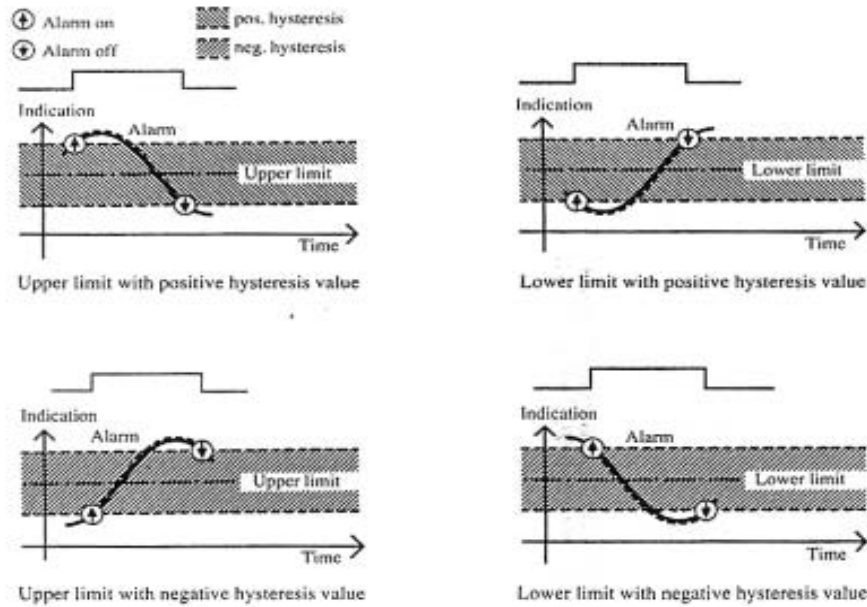 Alarm on
pos. hysteresis
Alarm off
neg. hysteresis
Indication
Alarm
Upper limit
Time
Upper limit with positive hysteresis value
Indication
Alarm
Lower limit
Time
Lower limit with positive hysteresis value
Indication
Alarm
Upper limit
Time
Upper limit with negative hysteresis value
Indication
Alarm
Lower limit
Time
Lower limit with negative hysteresis value